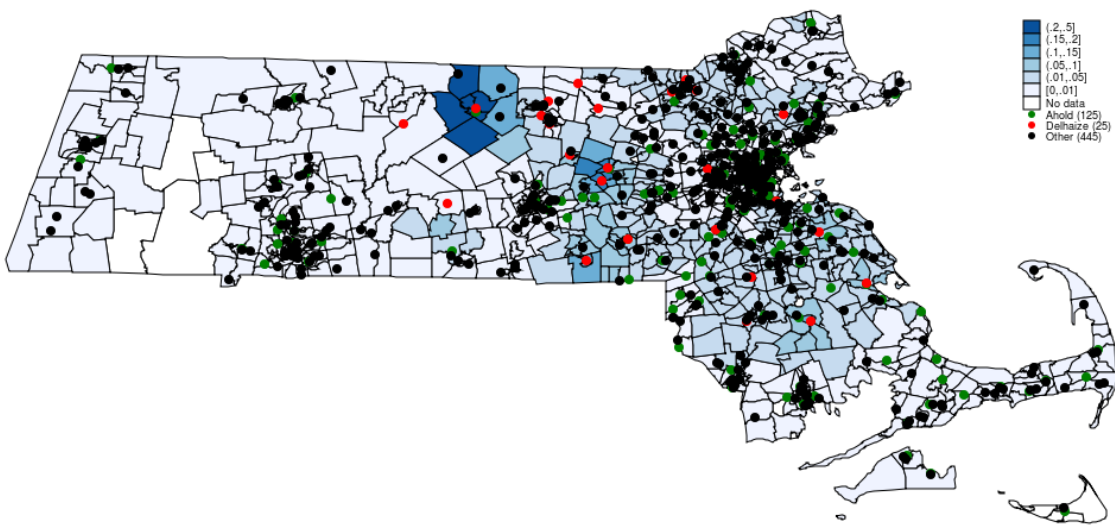 (.2,.5]
(.15,.2]
(.1,.15]
(.05,.1]
(.01,.05]
[0,.01]
No data
Ahold (125)
Delhaize (25)
Other (445)